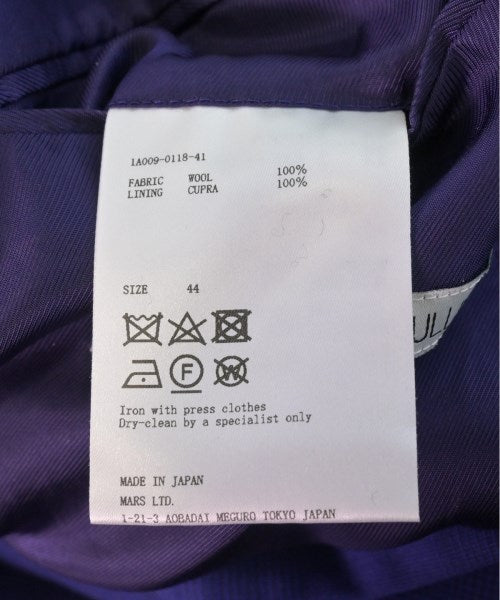 1A009-0118-41
FABRIC WOOL 100%
LINING CUPRA 100%
SIZE 44
F W
Iron with press clothes
Dry-clean by a specialist only
MADE IN JAPAN
MARS LTD.
1-21-3 AOBADAI MEGURO TOKYO JAPAN